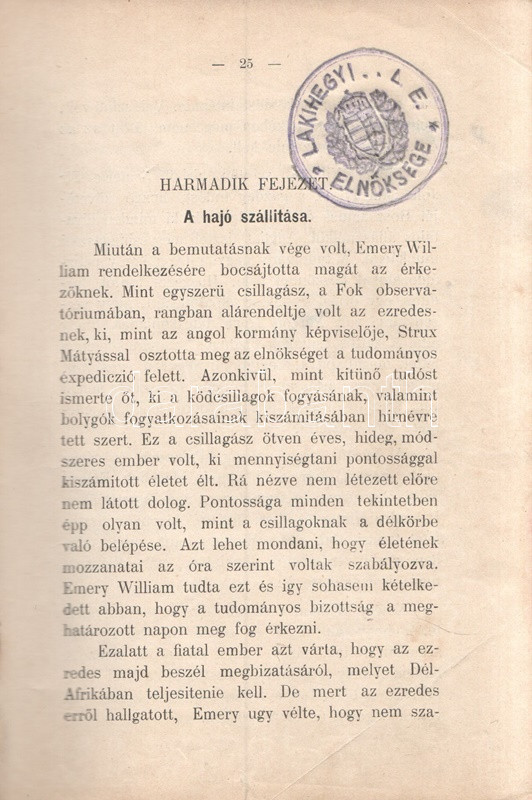 — 25 —
LAKIHEGYI . . L. E. * ELNÖKSÉGE *
HARMADIK FEJEZET.
A hajó szállitása.
Miután a bemutatásnak vége volt, Emery Wil-
liam rendelkezésére bocsájtotta magát az érke-
zőknek. Mint egyszerü csillagász, a Fok observa-
tóriumában, rangban alárendeltje volt az ezredes-
nek, ki, mint az angol kormány képviselője, Strux
Mátyással osztotta meg az elnökséget a tudományos
expediczió felett. Azonkivül, mint kitünő tudóst
ismerte őt, ki a ködcsillagok fogyásának, valamint
bolygók fogyatkozásainak kiszámitásában hirnévre
tett szert. Ez a csillagász ötven éves, hideg, mód-
szeres ember volt, ki mennyiségtani pontossággal
kiszámitott életet élt. Rá nézve nem létezett előre
nem látott dolog. Pontossága minden tekintetben
épp olyan volt, mint a csillagoknak a délkörbe
való belépése. Azt lehet mondani, hogy életének
mozzanatai az óra szerint voltak szabályozva.
Emery William tudta ezt és igy sohasem kételke-
dett abban, hogy a tudományos bizottság a meg-
határozott napon meg fog érkezni.
Ezalatt a fiatal ember azt várta, hogy az ez-
redes majd beszél megbizatásáról, melyet Dél-
Afrikában teljesitenie kell. De mert az ezredes
erről hallgatott, Emery ugy vélte, hogy nem sza-